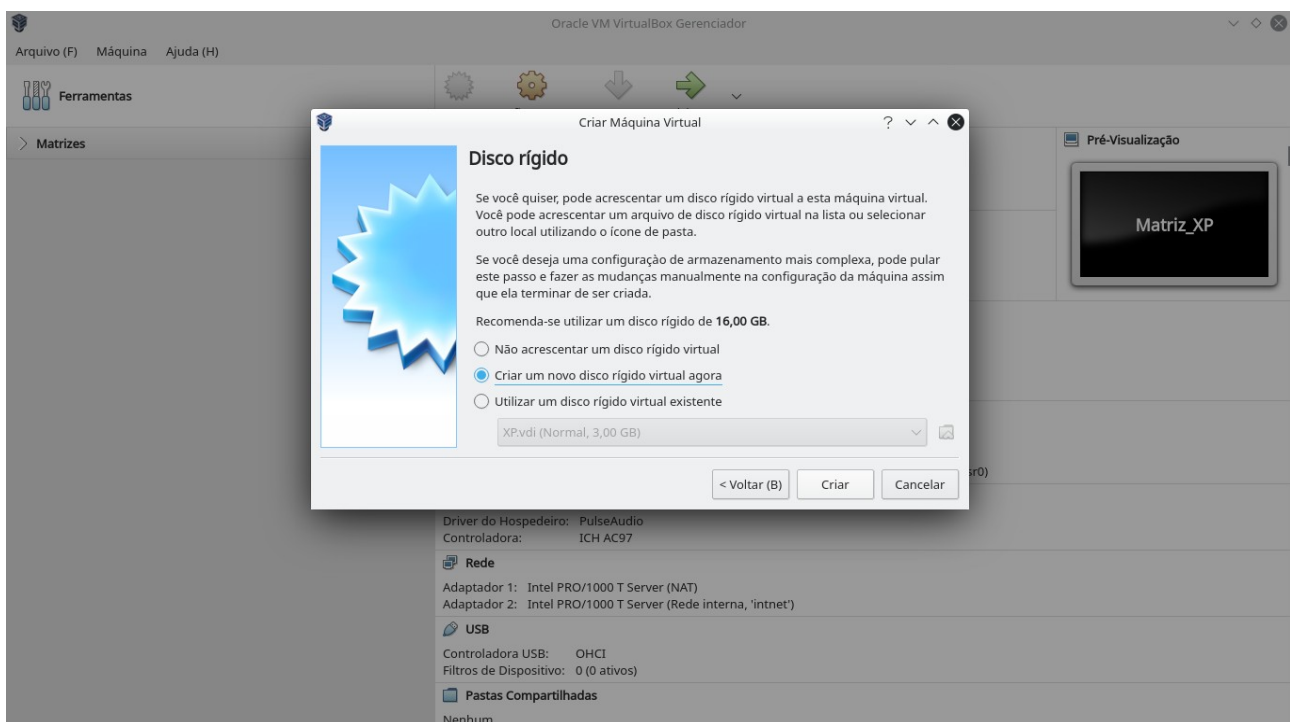 Oracle VM VirtualBox Gerenciador
Arquivo (F) Máquina Ajuda (H)
Ferramentas
Matrizes
Pré-Visualização
Matriz_XP
Criar Máquina Virtual
Disco rígido
Se você quiser, pode acrescentar um disco rígido virtual a esta máquina virtual.
Você pode acrescentar um arquivo de disco rígido virtual na lista ou selecionar
outro local utilizando o ícone de pasta.
Se você deseja uma configuração de armazenamento mais complexa, pode pular
este passo e fazer as mudanças manualmente na configuração da máquina assim
que ela terminar de ser criada.
Recomenda-se utilizar um disco rígido de 16,00 GB.
Não acrescentar um disco rígido virtual
Criar um novo disco rígido virtual agora
Utilizar um disco rígido virtual existente
XP.vdi (Normal, 3,00 GB)
< Voltar (B) Criar Cancelar
sr0)
Driver do Hospedeiro: PulseAudio
Controladora: ICH AC97
Rede
Adaptador 1: Intel PRO/1000 T Server (NAT)
Adaptador 2: Intel PRO/1000 T Server (Rede interna, 'intnet')
USB
Controladora USB: OHCI
Filtros de Dispositivo: 0 (0 ativos)
Pastas Compartilhadas
Nenhum